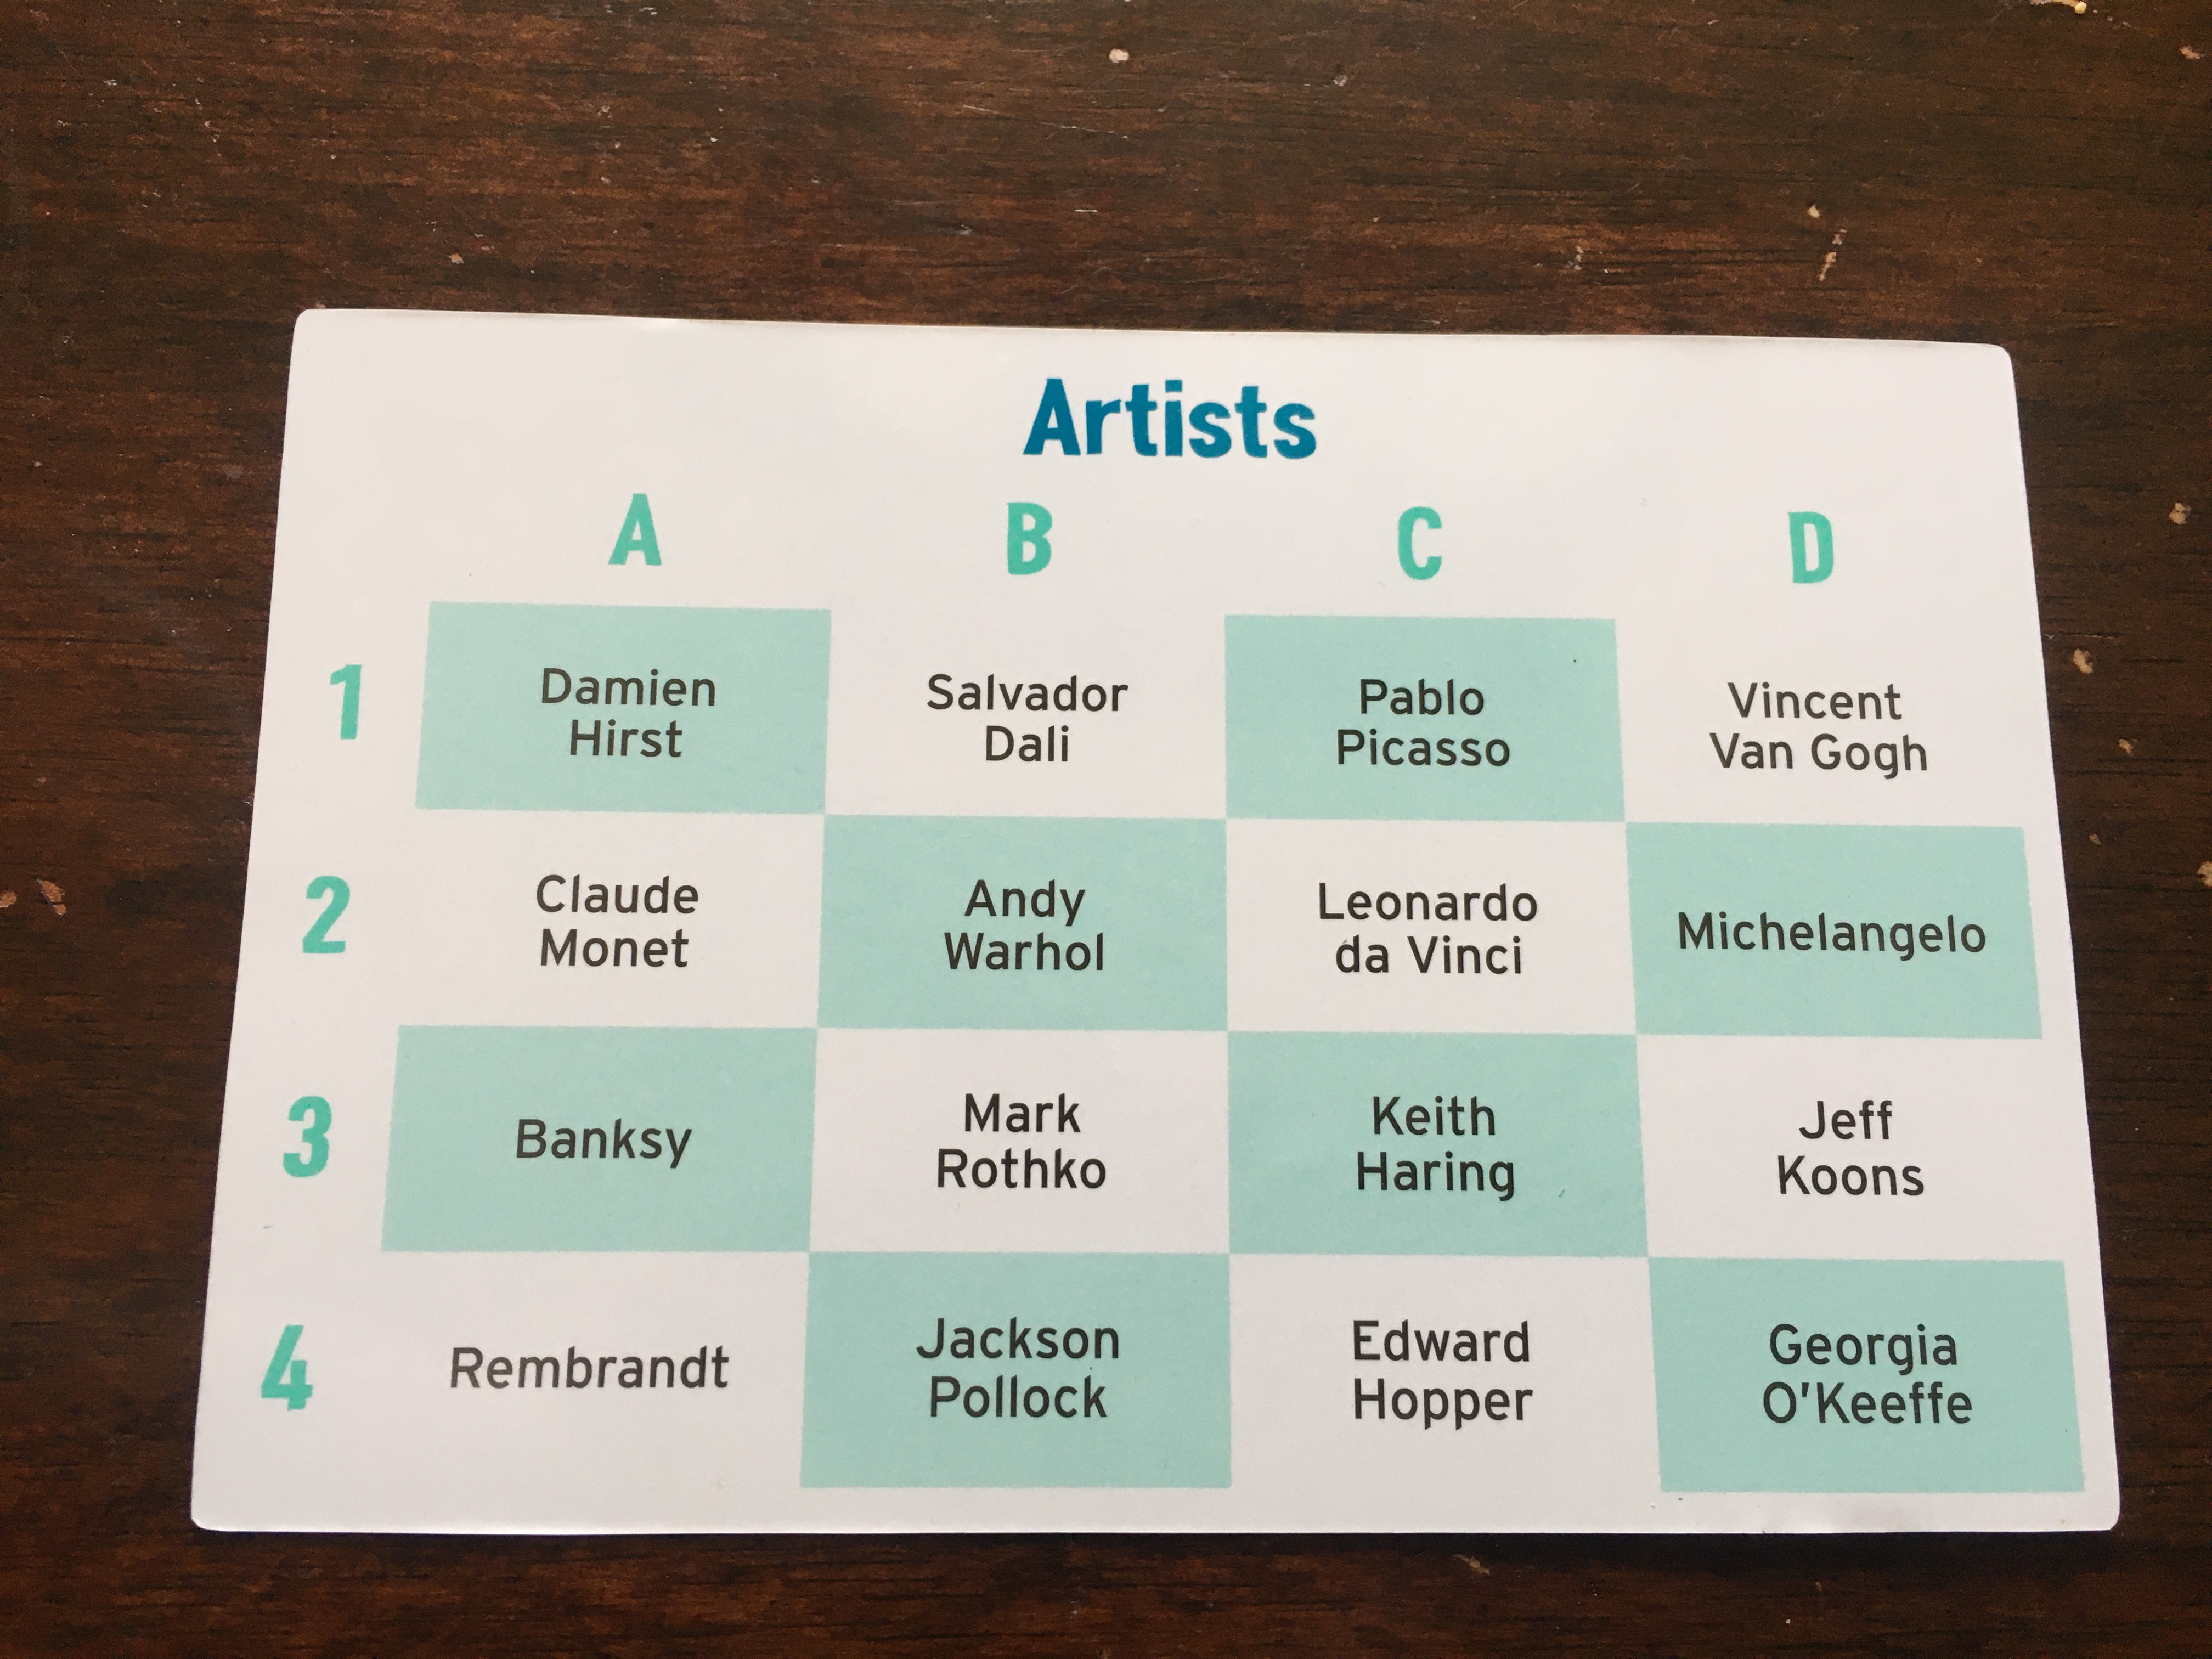 Artists
A B C D
1 Damien Hirst Salvador Dali Pablo Picasso Vincent Van Gogh
2 Claude Monet Andy Warhol Leonardo da Vinci Michelangelo
3 Banksy Mark Rothko Keith Haring Jeff Koons
4 Rembrandt Jackson Pollock Edward Hopper Georgia O'Keeffe